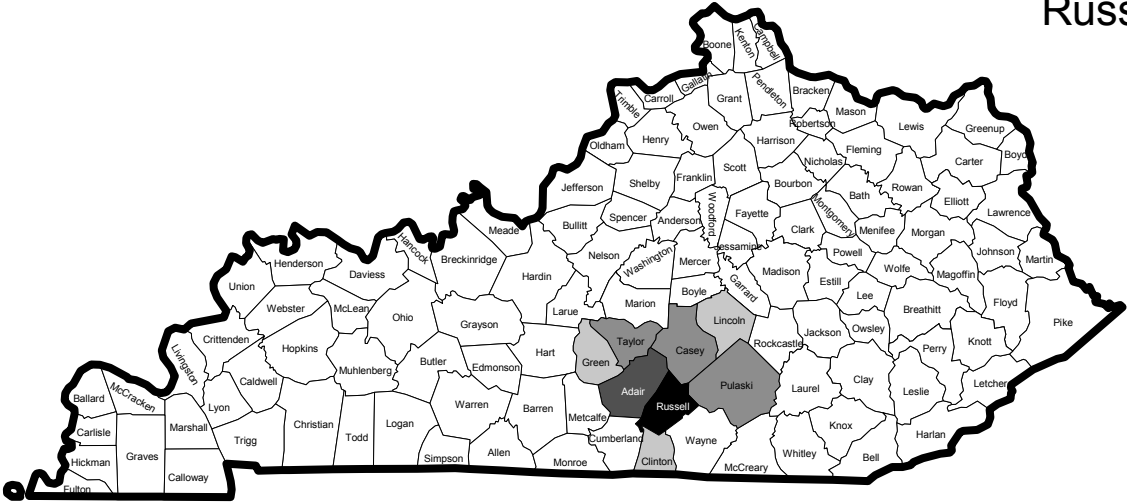 Russ
Boone
Kenton
Campbell
Gallatin
Carroll
Trimble
Grant
Pendleton
Bracken
Mason
Robertson
Lewis
Greenup
Owen
Henry
Oldham
Harrison
Fleming
Nicholas
Carter
Boyd
Jefferson
Shelby
Franklin
Scott
Bourbon
Bath
Rowan
Elliott
Lawrence
Montgomery
Woodford
Fayette
Spencer
Anderson
Bullitt
Clark
Menifee
Morgan
Meade
Hancock
Breckinridge
Nelson
Washington
Mercer
Jessamine
Madison
Powell
Wolfe
Magoffin
Johnson
Martin
Henderson
Daviess
Hardin
Garrard
Estill
Lee
Breathitt
Floyd
Pike
Union
Webster
McLean
Ohio
Grayson
Larue
Marion
Boyle
Lincoln
Rockcastle
Jackson
Owsley
Perry
Knott
Crittenden
Livingston
Hopkins
Muhlenberg
Butler
Edmonson
Hart
Green
Taylor
Casey
Pulaski
Laurel
Clay
Leslie
Letcher
Ballard
McCracken
Lyon
Caldwell
Warren
Barren
Metcalfe
Adair
Russell
Carlisle
Marshall
Graves
Trigg
Christian
Todd
Logan
Simpson
Allen
Monroe
Cumberland
Clinton
Wayne
McCreary
Whitley
Knox
Bell
Harlan
Hickman
Calloway
Fulton